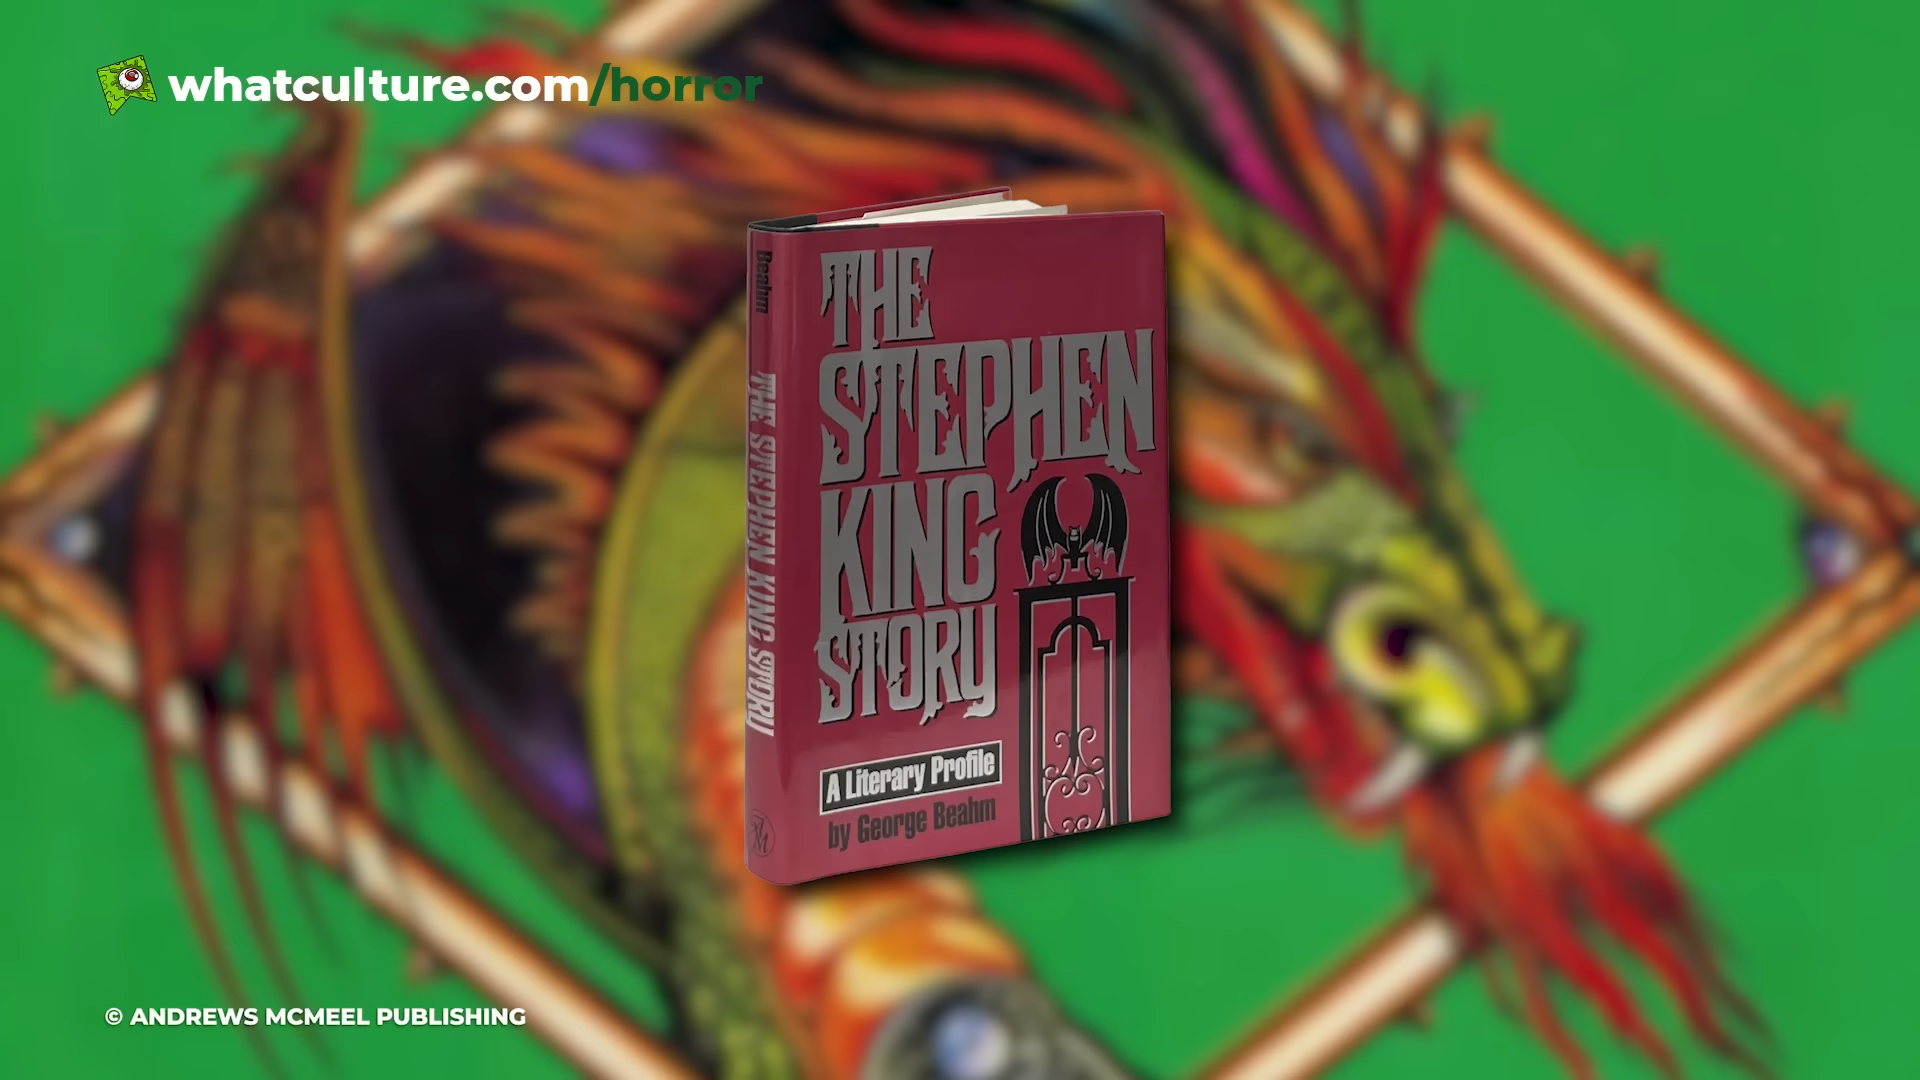 whatculture.com/horror
Beahm
THE STEPHEN KING STORY
THE
STEPHEN
KING
STORY
A Literary Profile
by George Beahm
© ANDREWS MCMEEL PUBLISHING